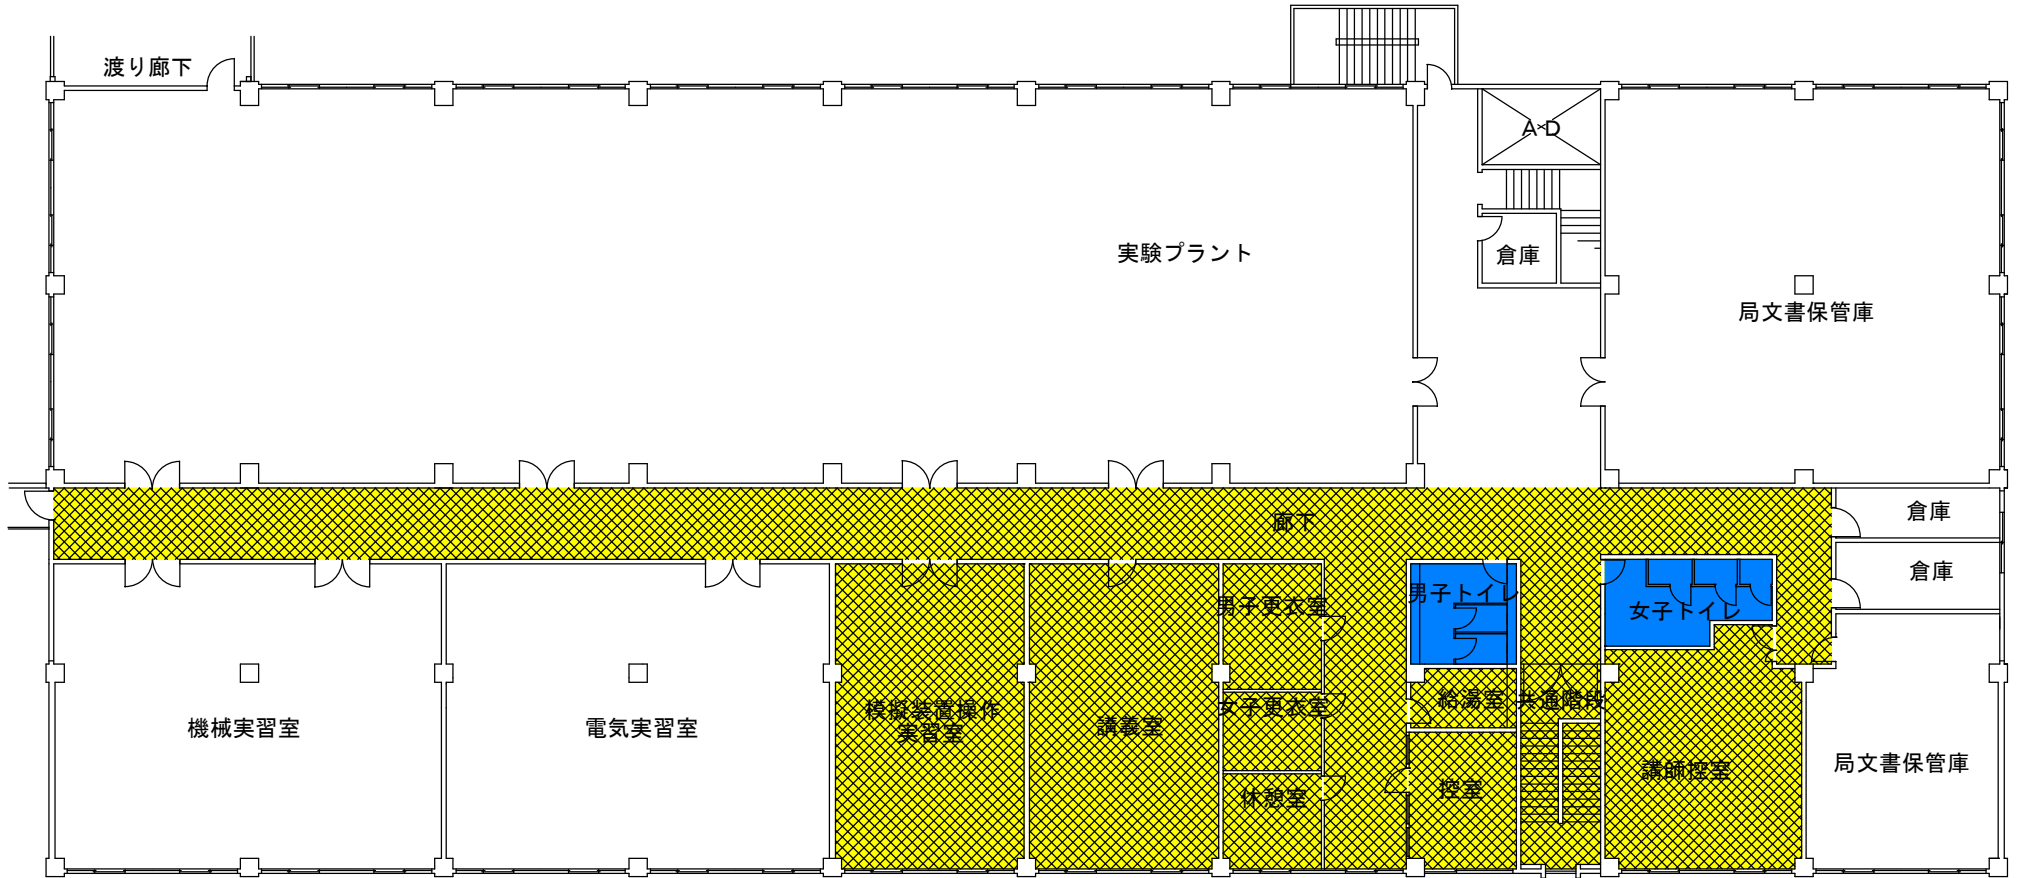 渡り廊下
A×D
実験プラント
倉庫
局文書保管庫
廊下
倉庫
倉庫
男子更衣室
男子トイレ
女子トイレ
機械実習室
電気実習室
模擬装置操作
実習室
講義室
女子更衣室
給湯室
共通階段
休憩室
控室
講師控室
局文書保管庫